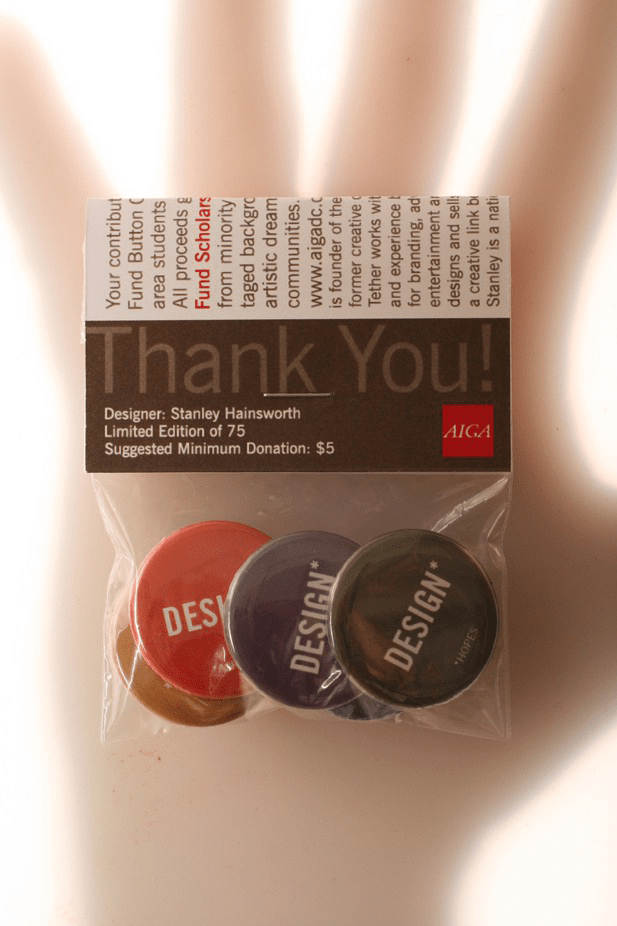 Your contribut
Fund Button C
area students
All proceeds g
Fund Scholars
from minority
taged backgro
artistic dream
communities.
www.aigadc.o
is founder of the
former creative d
Tether works wit
and experience
for branding, ad
entertainment a
designs and sells
a creative link b
Stanley is a nati
Thank You!
Designer: Stanley Hainsworth
Limited Edition of 75
Suggested Minimum Donation: $5
AIGA
DESI
DESIGN*
DESIGN*
*HOPES